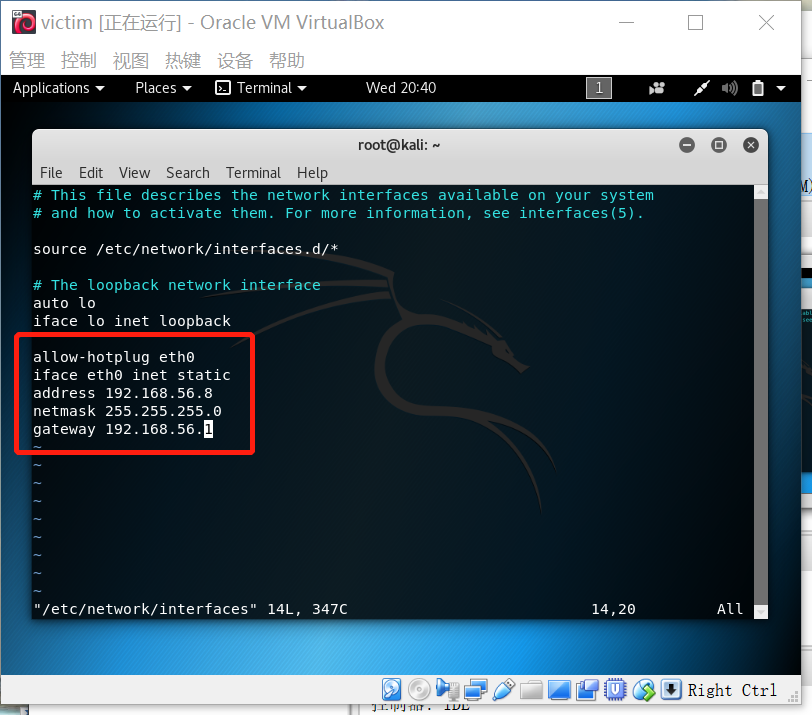 victim [正在运行] - Oracle VM VirtualBox
管理 控制 视图 热键 设备 帮助
Applications Places Terminal Wed 20:40 1
root@kali: ~
File Edit View Search Terminal Help
# This file describes the network interfaces available on your system
# and how to activate them. For more information, see interfaces(5).
source /etc/network/interfaces.d/*
# The loopback network interface
auto lo
iface lo inet loopback
allow-hotplug eth0
iface eth0 inet static
address 192.168.56.8
netmask 255.255.255.0
gateway 192.168.56.1
~
~
~
~
~
~
~
~
~
"/etc/network/interfaces" 14L, 347C 14,20 All
Right Ctrl
控制器: IDE